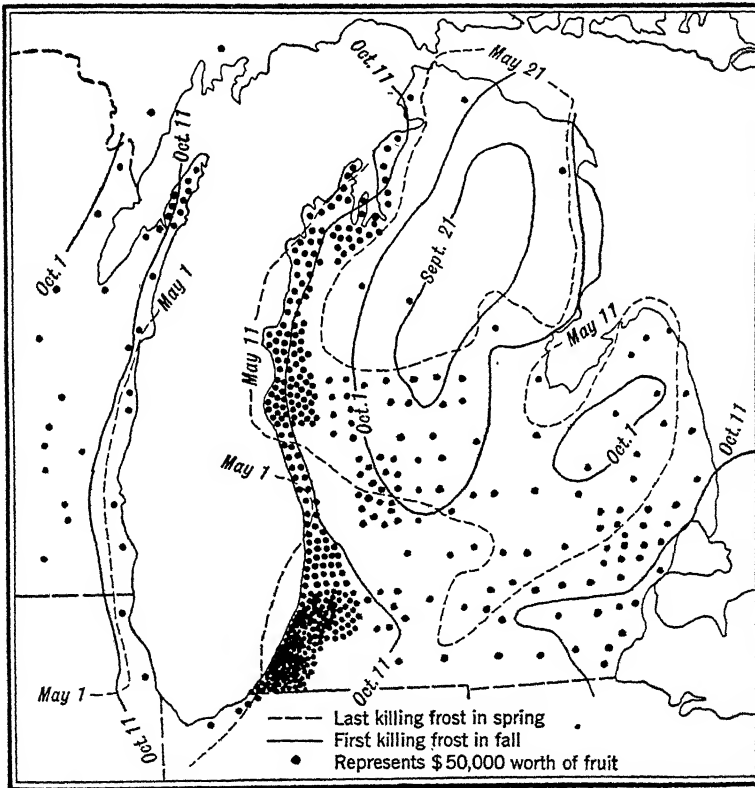 Oct. 11
May 21
Oct. 11
Sept. 21
Oct. 1
May 1
May 11
May 11
Oct. 1
Oct. 1
Oct. 11
May 1
May 1
Oct. 11
Oct. 11
Last killing frost in spring
First killing frost in fall
Represents $50,000 worth of fruit